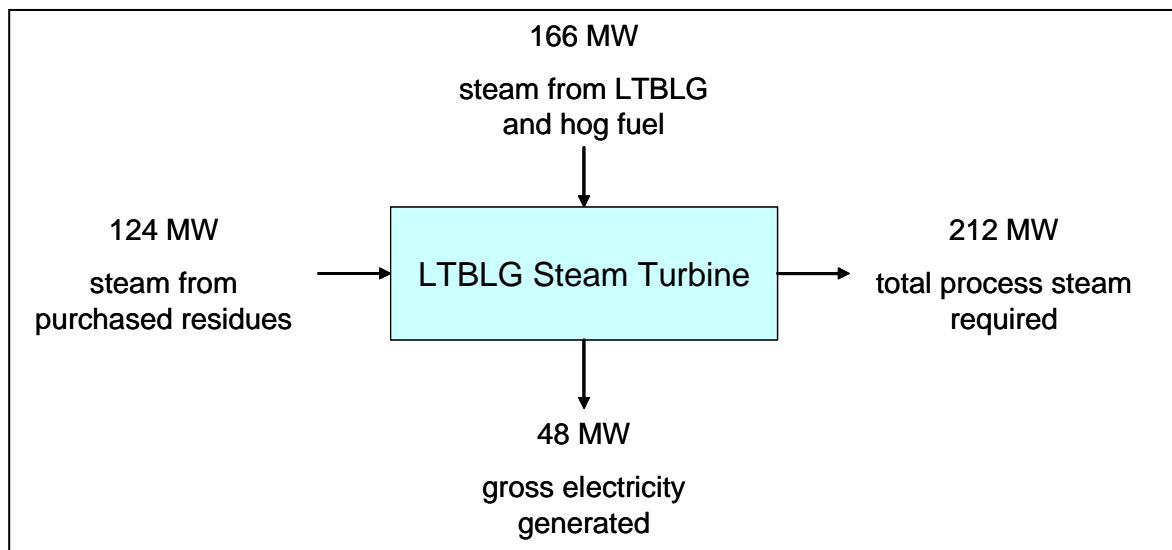 166 MW
steam from LTBLG
and hog fuel
124 MW
steam from
purchased residues
LTBLG Steam Turbine
212 MW
total process steam
required
48 MW
gross electricity
generated